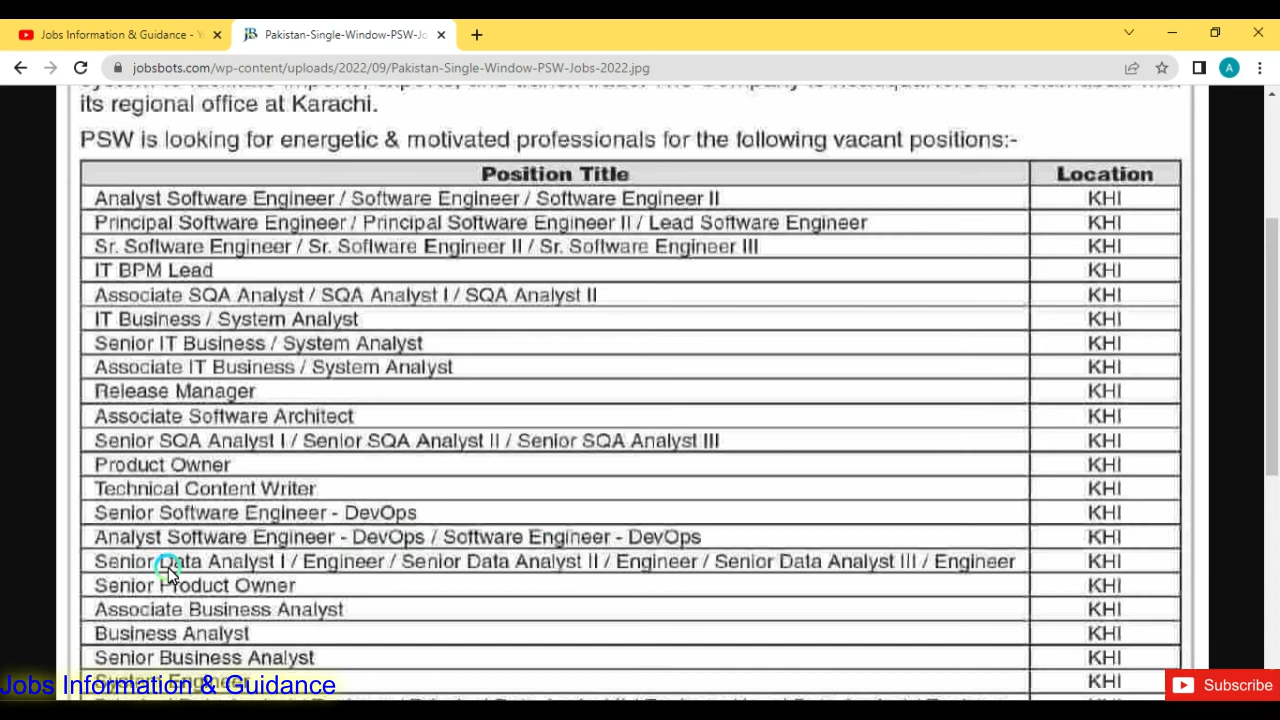 Jobs Information & Guidance - Y
Pakistan-Single-Window-PSW-Jo
jobsbots.com/wp-content/uploads/2022/09/Pakistan-Single-Window-PSW-Jobs-2022.jpg
A
its regional office at Karachi.
PSW is looking for energetic & motivated professionals for the following vacant positions:-
Position Title Location
Analyst Software Engineer / Software Engineer / Software Engineer II KHI
Principal Software Engineer / Principal Software Engineer II / Lead Software Engineer KHI
Sr. Software Engineer / Sr. Software Engineer II / Sr. Software Engineer III KHI
IT BPM Lead KHI
Associate SQA Analyst / SQA Analyst I / SQA Analyst II KHI
IT Business / System Analyst KHI
Senior IT Business / System Analyst KHI
Associate IT Business / System Analyst KHI
Release Manager KHI
Associate Software Architect KHI
Senior SQA Analyst I / Senior SQA Analyst II / Senior SQA Analyst III KHI
Product Owner KHI
Technical Content Writer KHI
Senior Software Engineer - DevOps KHI
Analyst Software Engineer - DevOps / Software Engineer - DevOps KHI
Senior Data Analyst I / Engineer / Senior Data Analyst II / Engineer / Senior Data Analyst III / Engineer KHI
Senior Product Owner KHI
Associate Business Analyst KHI
Business Analyst KHI
Senior Business Analyst KHI
System Engineer KHI
Jobs Information & Guidance
Subscribe